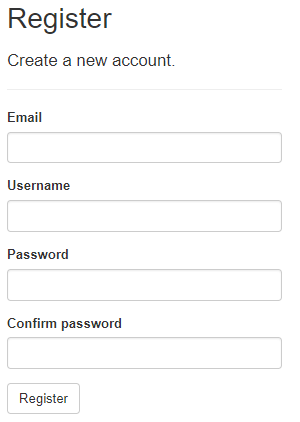 Register
Create a new account.
Email
Username
Password
Confirm password
Register